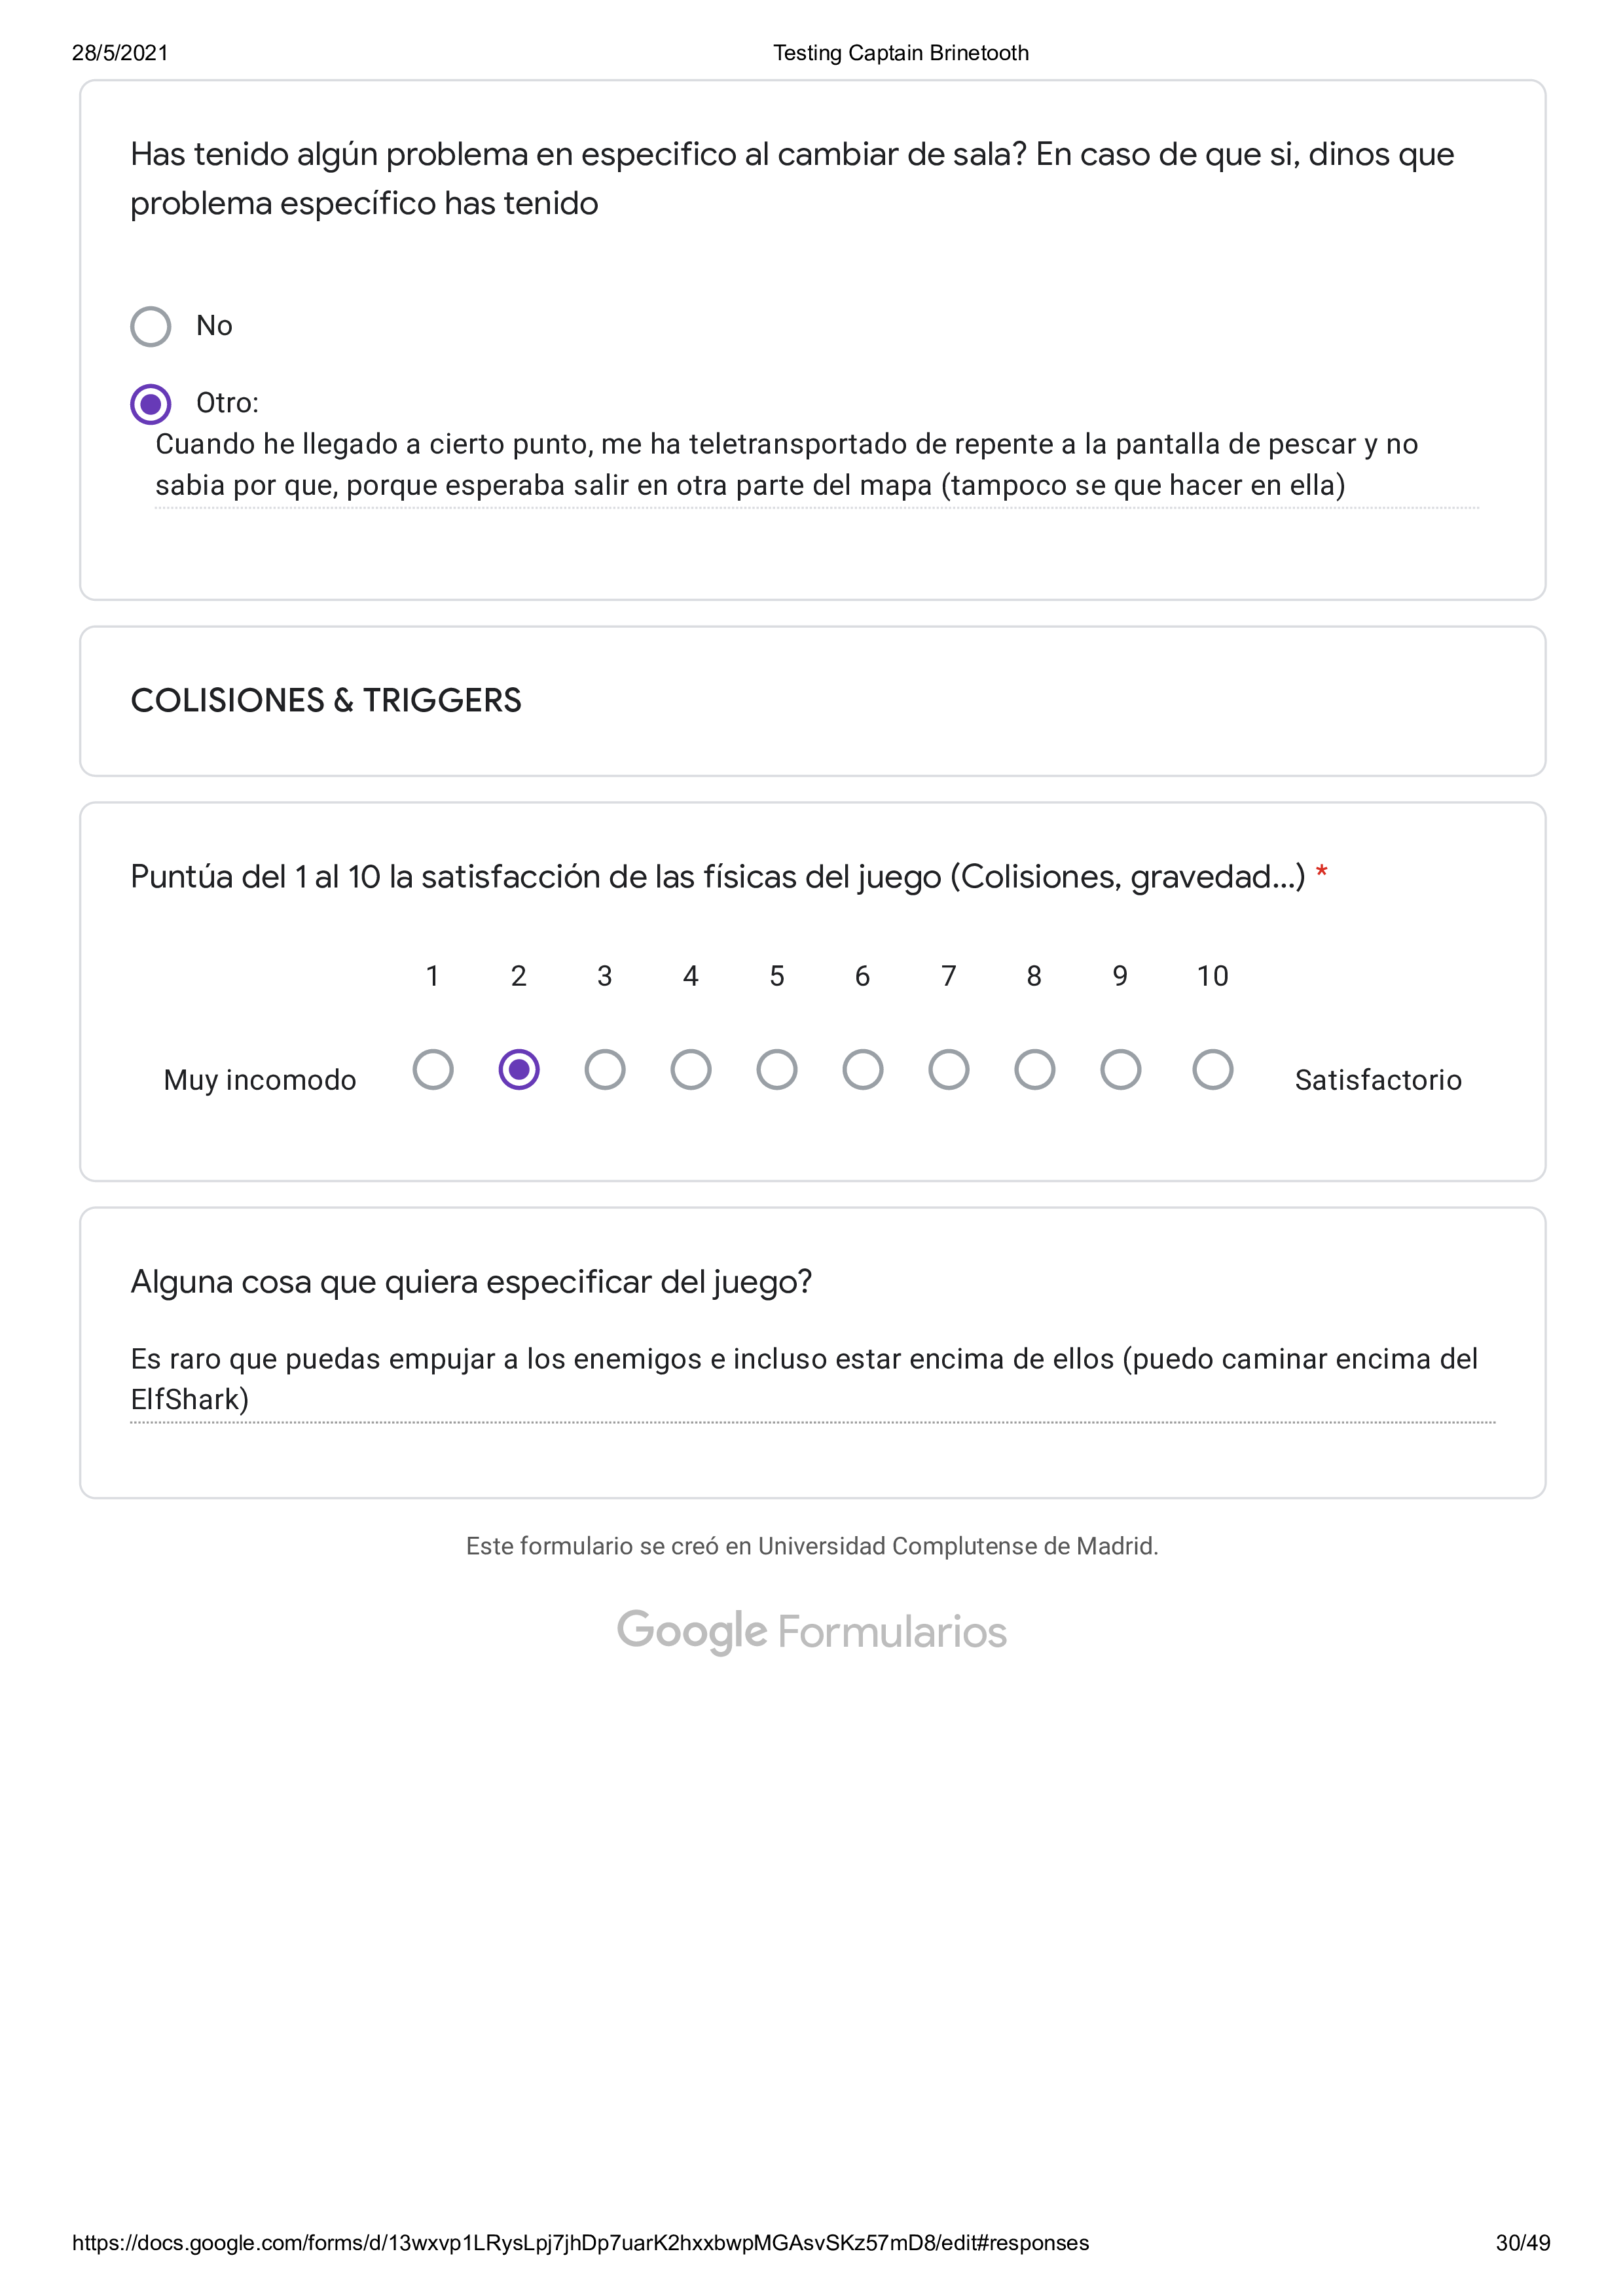 28/5/2021 Testing Captain Brinetooth
Has tenido algún problema en especifico al cambiar de sala? En caso de que si, dinos que
problema específico has tenido
No
Otro:
Cuando he llegado a cierto punto, me ha teletransportado de repente a la pantalla de pescar y no
sabia por que, porque esperaba salir en otra parte del mapa (tampoco se que hacer en ella)
COLISIONES & TRIGGERS
Puntúa del 1 al 10 la satisfacción de las físicas del juego (Colisiones, gravedad...) *
1 2 3 4 5 6 7 8 9 10
Muy incomodo Satisfactorio
Alguna cosa que quiera especificar del juego?
Es raro que puedas empujar a los enemigos e incluso estar encima de ellos (puedo caminar encima del
ElfShark)
Este formulario se creó en Universidad Complutense de Madrid.
Google Formularios
https://docs.google.com/forms/d/13wxvp1LRysLpj7jhDp7uarK2hxxbwpMGAsvSKz57mD8/edit#responses 30/49